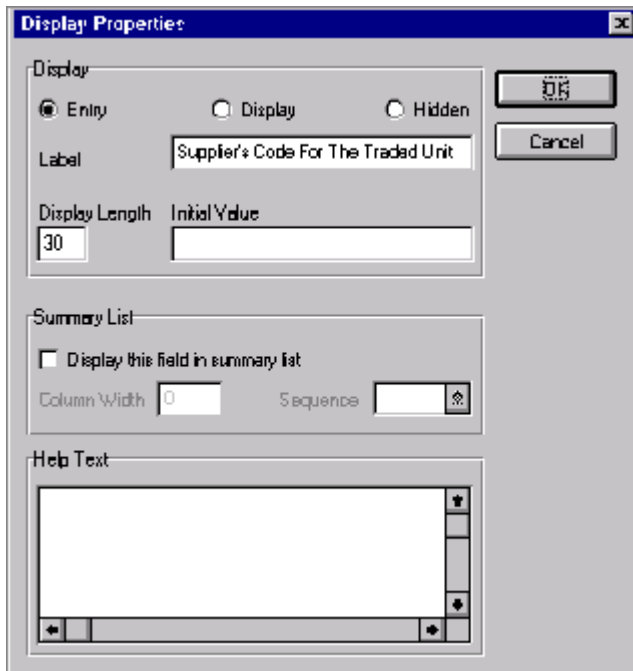 Display Properties
Display
Entry Display Hidden
OK
Cancel
Label Supplier's Code For The Traded Unit
Display Length Initial Value
30
Summary List
Display this field in summary list
Column Width 0 Sequence
Help Text